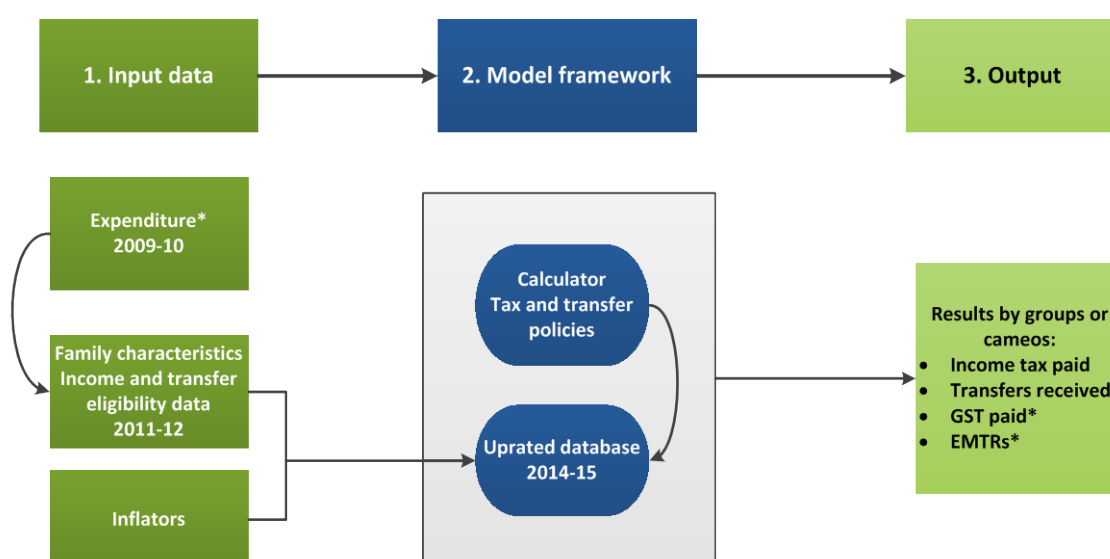 1. Input data
2. Model framework
3. Output
Expenditure*
2009-10
Family characteristics
Income and transfer
eligibility data
2011-12
Inflators
Calculator
Tax and transfer
policies
Uprated database
2014-15
Results by groups or
cameos:
• Income tax paid
• Transfers received
• GST paid*
• EMTRs*